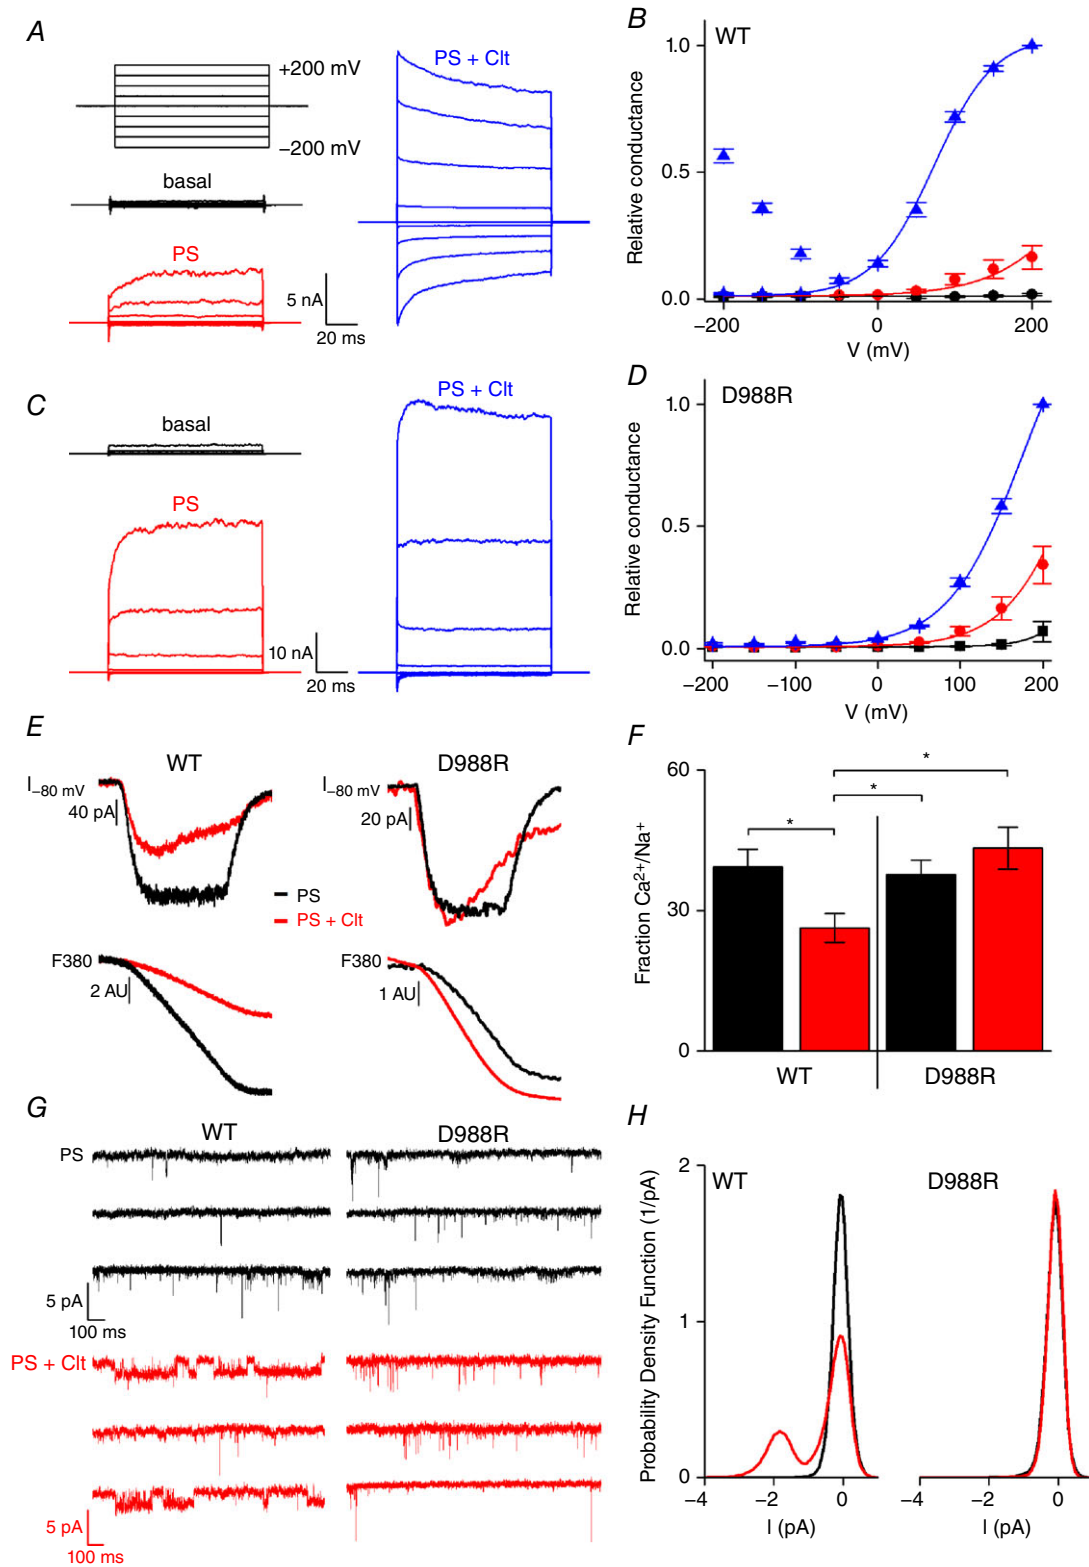 A
+200 mV
−200 mV
basal
PS
5 nA
20 ms
PS + Clt
B
WT
Relative conductance
1.0
0.5
0.0
−200
0
200
V (mV)
C
basal
PS
10 nA
20 ms
PS + Clt
D
D988R
Relative conductance
1.0
0.5
0.0
−200
−100
0
100
200
V (mV)
E
WT
D988R
I−80 mV
40 pA
I−80 mV
20 pA
PS
PS + Clt
F380
2 AU
F380
1 AU
F
Fraction Ca2+/Na+
60
30
0
*
*
*
WT
D988R
G
WT
D988R
PS
5 pA
100 ms
PS + Clt
5 pA
100 ms
H
WT
D988R
Probability Density Function (1/pA)
2
1
0
−4
−2
0
I (pA)
−4
−2
0
I (pA)